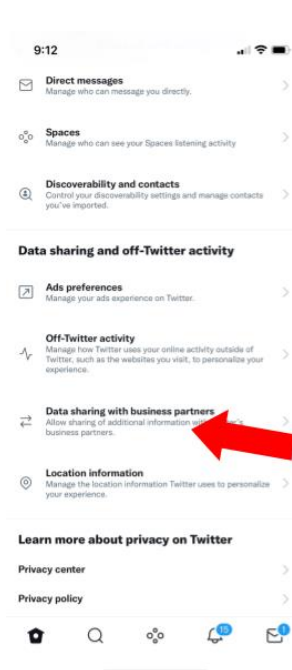 9:12
Direct messages
Manage who can message you directly.
Spaces
Manage who can see your Spaces listening activity
Discoverability and contacts
Control your discoverability settings and manage contacts
you've imported.
Data sharing and off-Twitter activity
Ads preferences
Manage your ads experience on Twitter.
Off-Twitter activity
Manage how Twitter uses your online activity outside of
Twitter, such as the websites you visit, to personalize your
experience.
Data sharing with business partners
Allow sharing of additional information
business partners.
Location information
Manage the location information Twitter uses to personalize
your experience.
Learn more about privacy on Twitter
Privacy center
Privacy policy
15
1